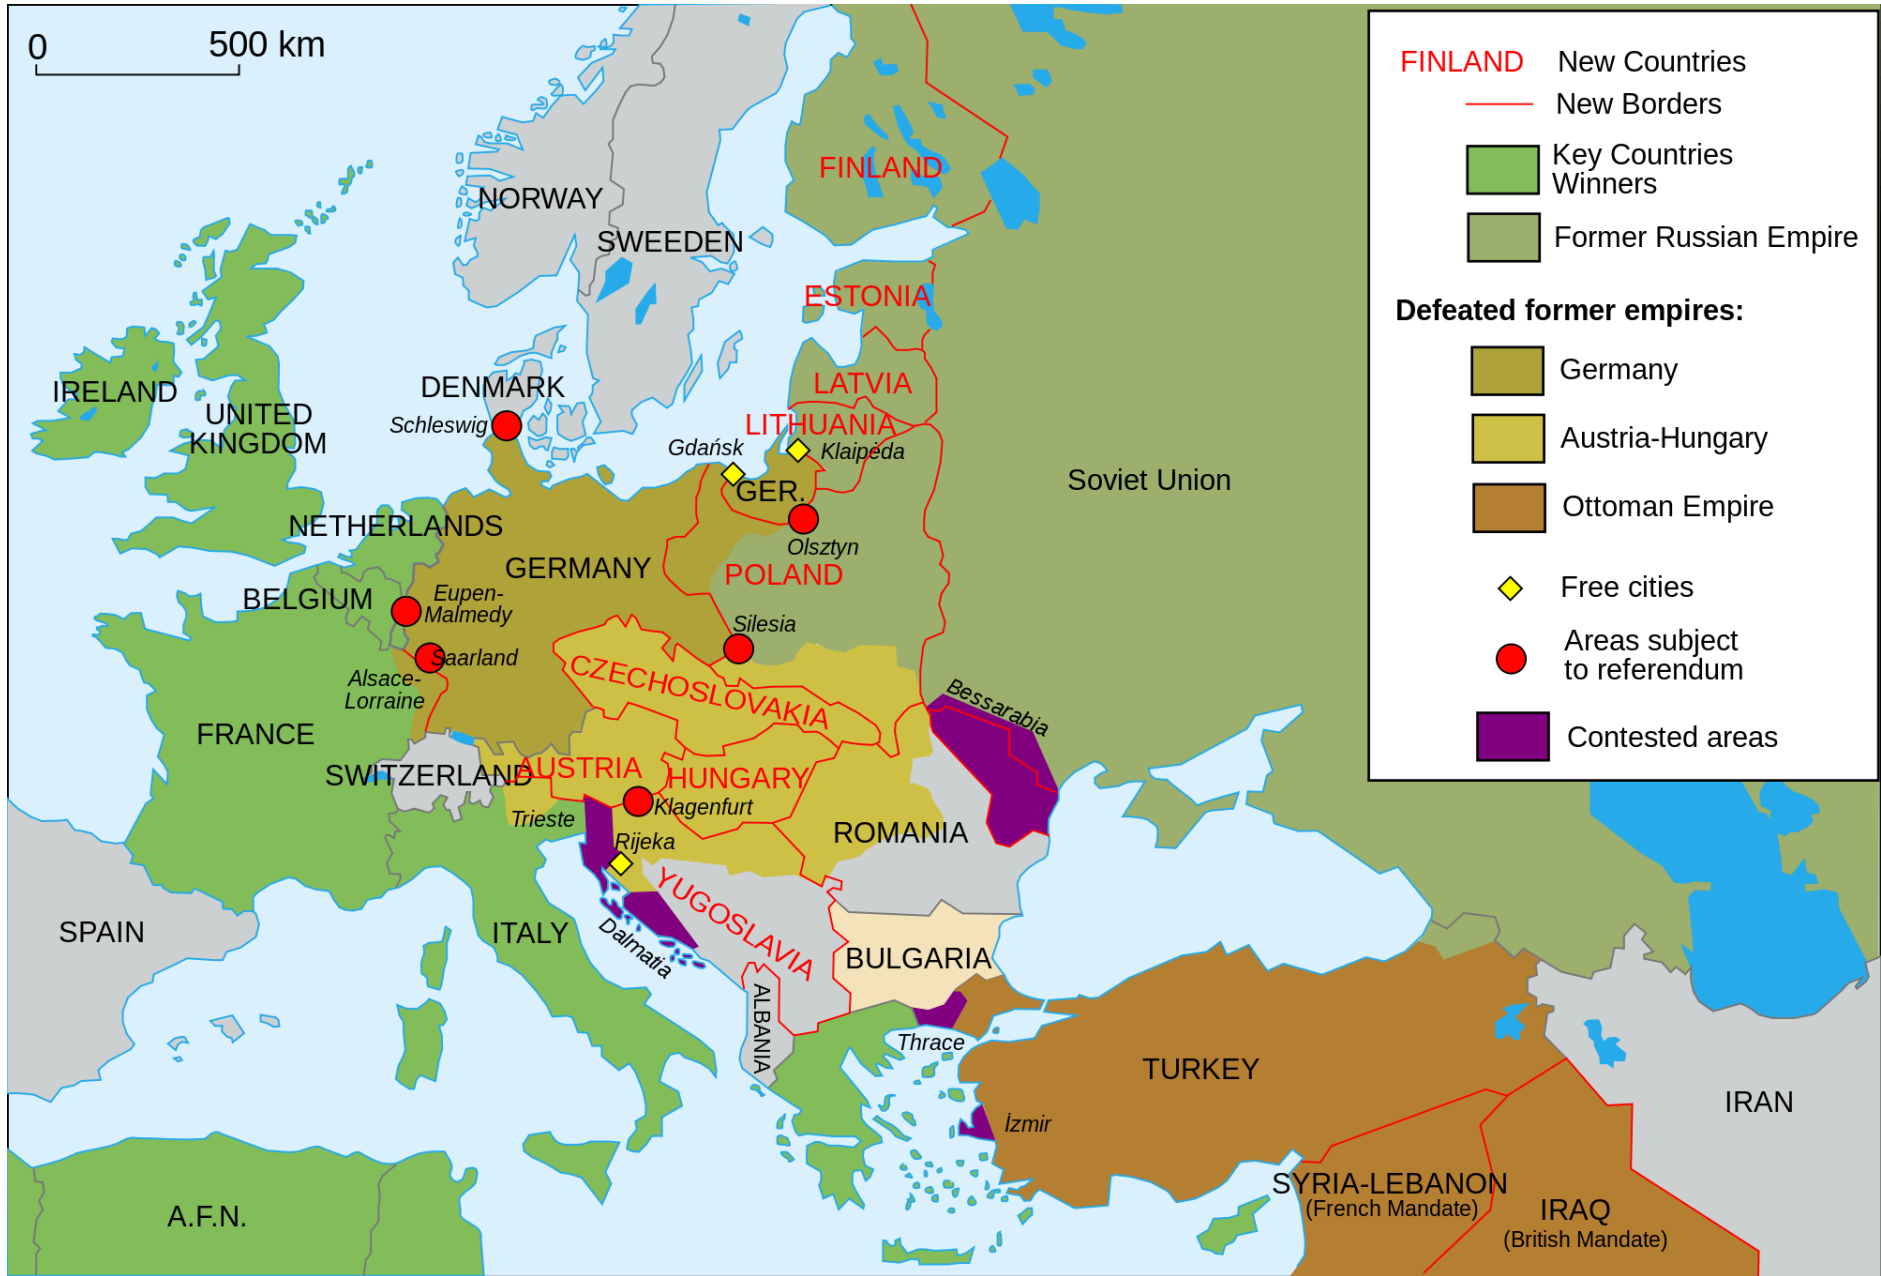 0
500 km
NORWAY
SWEEDEN
FINLAND
ESTONIA
LATVIA
LITHUANIA
Klaipėda
Gdańsk
GER.
Olsztyn
POLAND
Silesia
IRELAND
UNITED
KINGDOM
DENMARK
Schleswig
NETHERLANDS
GERMANY
BELGIUM
Eupen-
Malmedy
Saarland
Alsace-
Lorraine
FRANCE
SWITZERLAND
CZECHOSLOVAKIA
AUSTRIA
HUNGARY
Klagenfurt
Trieste
Rijeka
Soviet Union
Bessarabia
ROMANIA
YUGOSLAVIA
Dalmatia
SPAIN
ITALY
BULGARIA
ALBANIA
Thrace
İzmir
TURKEY
IRAN
SYRIA-LEBANON
(French Mandate)
IRAQ
(British Mandate)
A.F.N.
FINLAND New Countries
New Borders
Key Countries
Winners
Former Russian Empire
Defeated former empires:
Germany
Austria-Hungary
Ottoman Empire
Free cities
Areas subject
to referendum
Contested areas